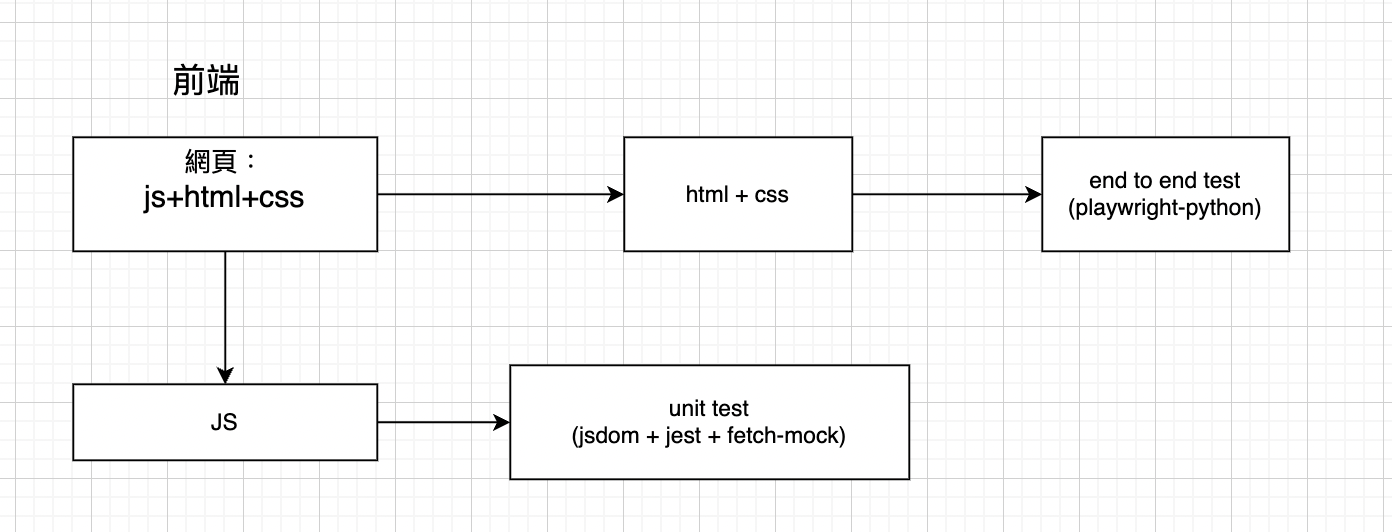 前端
網頁：
js+html+css
html + css
end to end test
(playwright-python)
JS
unit test
(jsdom + jest + fetch-mock)